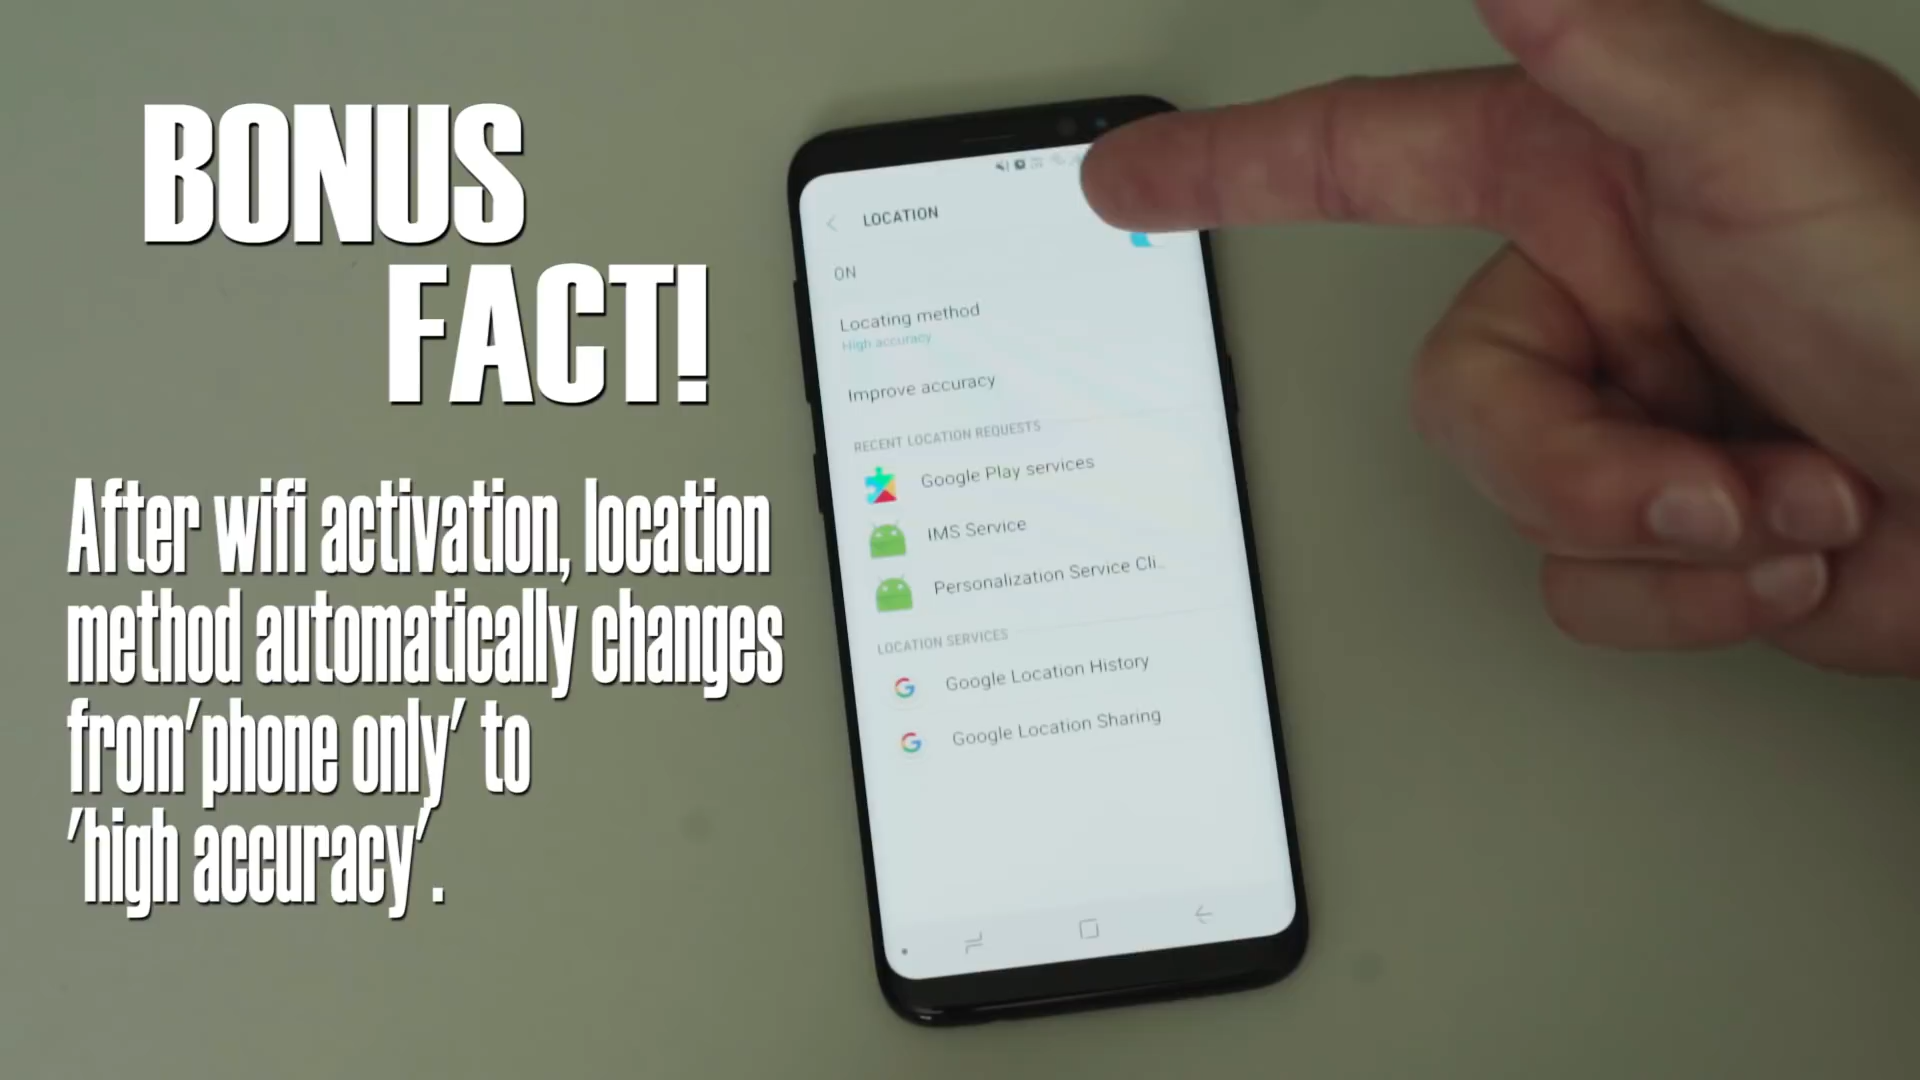 BONUS
FACT!
After wifi activation, location
method automatically changes
from'phone only' to
'high accuracy'.
LOCATION
ON
Locating method
High accuracy
Improve accuracy
RECENT LOCATION REQUESTS
Google Play services
IMS Service
Personalization Service Cli..
LOCATION SERVICES
Google Location History
Google Location Sharing